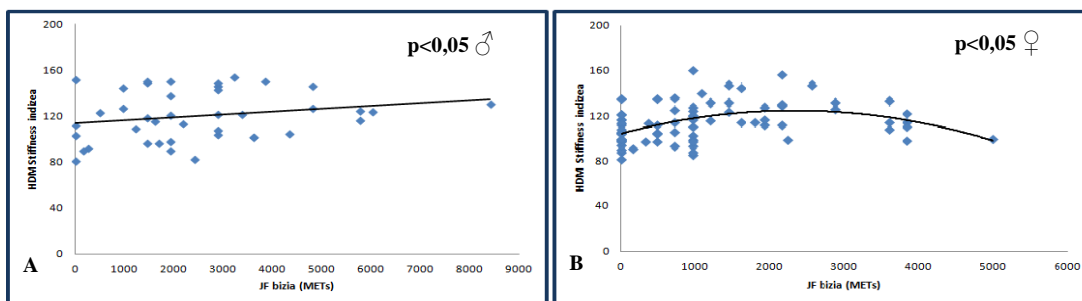 p<0,05 ♂
HDM Stiffness indizea
200
160
120
80
40
0
0 1000 2000 3000 4000 5000 6000 7000 8000 9000
JF bizia (METs)
A
p<0,05 ♀
HDM Stiffness indizea
200
160
120
80
40
0
0 1000 2000 3000 4000 5000 6000
JF bizia (METs)
B